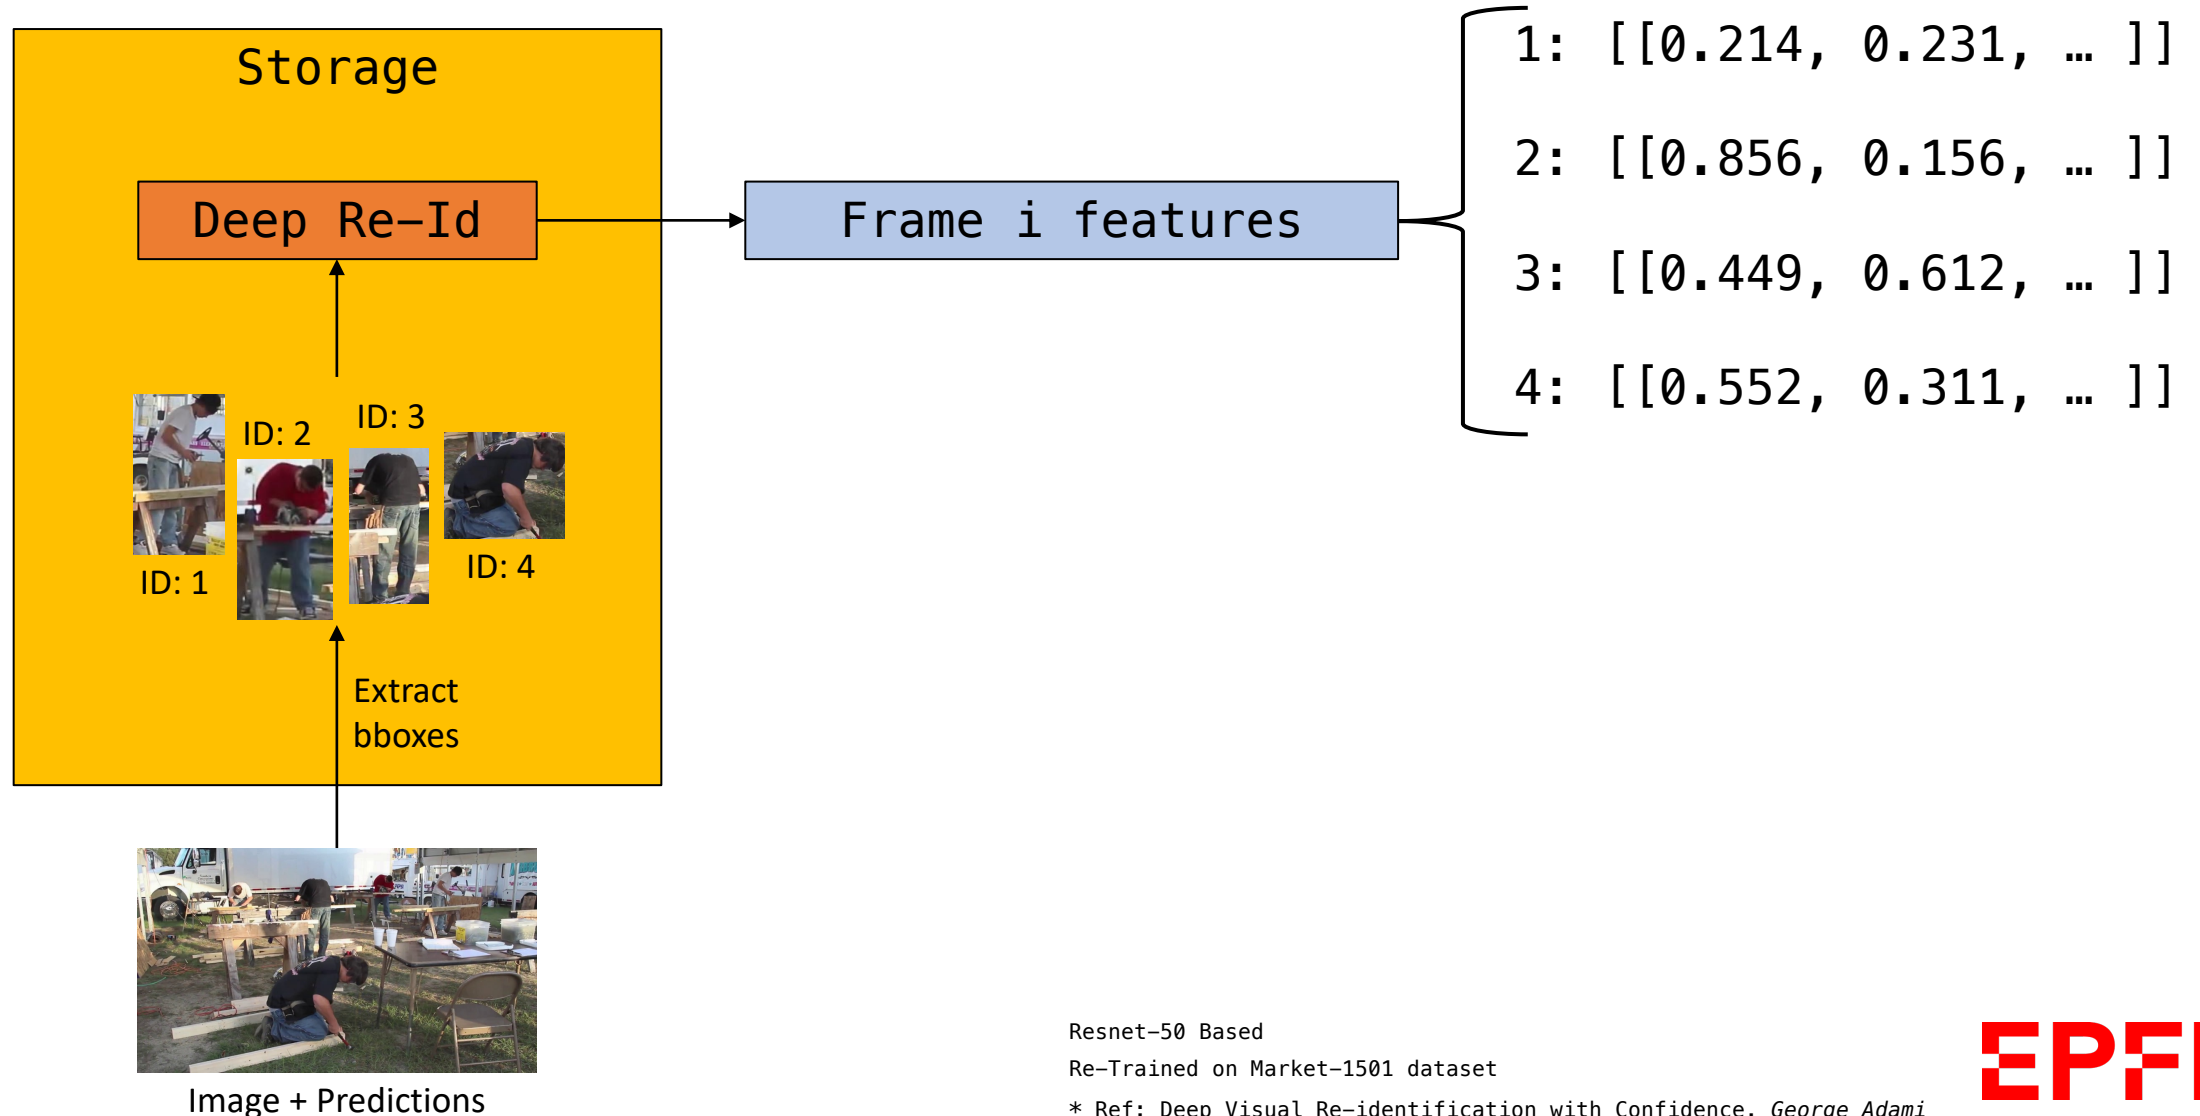 Storage
Deep Re-Id
Frame i features
1: [[0.214, 0.231, … ]]
2: [[0.856, 0.156, … ]]
3: [[0.449, 0.612, … ]]
4: [[0.552, 0.311, … ]]
ID: 1
ID: 2
ID: 3
ID: 4
Extract
bboxes
Image + Predictions
Resnet-50 Based
Re-Trained on Market-1501 dataset
* Ref: Deep Visual Re-identification with Confidence. George Adami
EPF